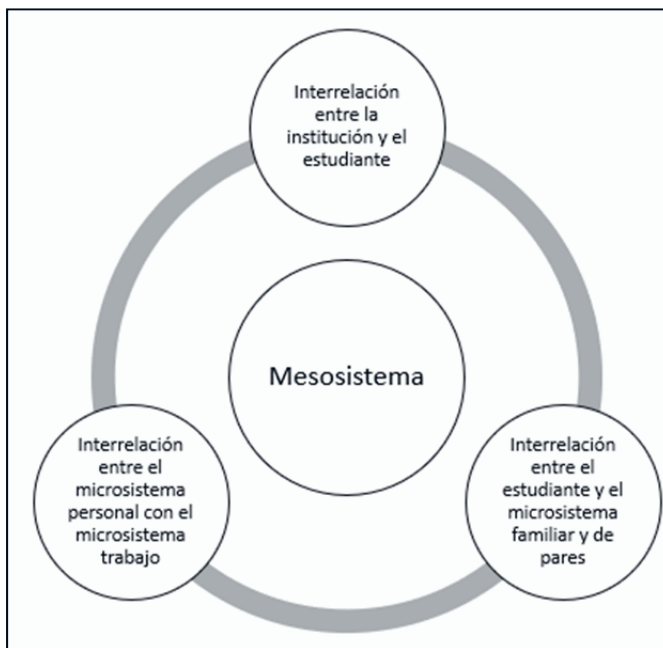 Interrelación
entre la
institución y el
estudiante
Mesosistema
Interrelación
entre el
microsistema
personal con el
microsistema
trabajo
Interrelación
entre el
estudiante y el
microsistema
familiar y de
pares